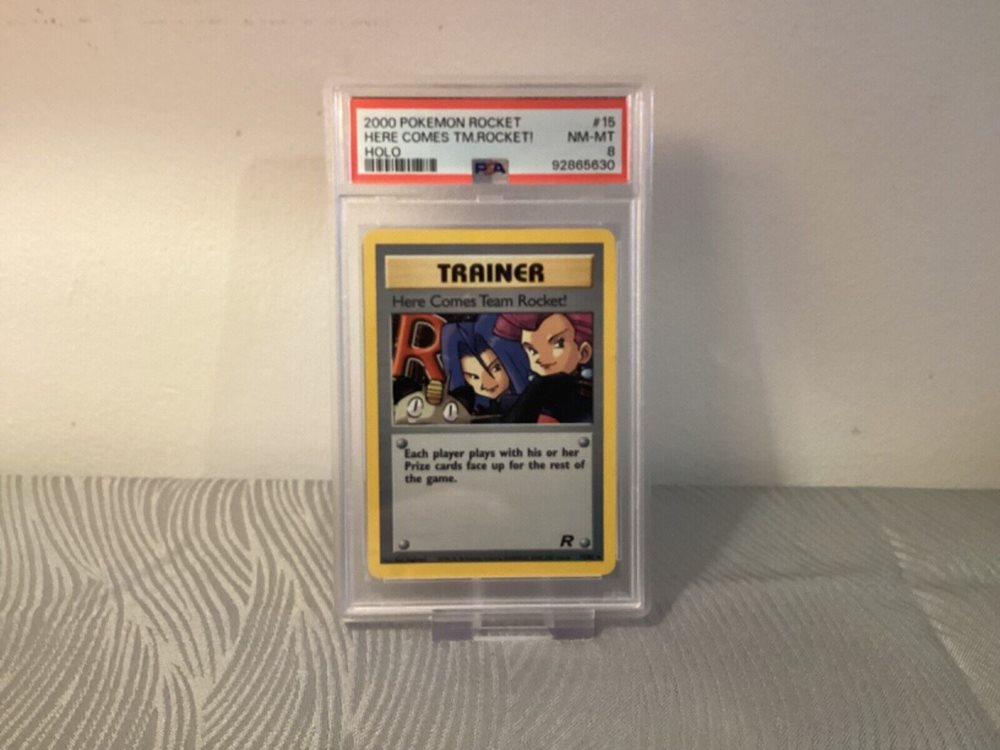 2000 POKEMON ROCKET #15
HERE COMES TM.ROCKET! NM-MT
HOLO 8
PSA 92865630
TRAINER
Here Comes Team Rocket!
R
Each player plays with his or her
Prize cards face up for the rest of
the game.
R